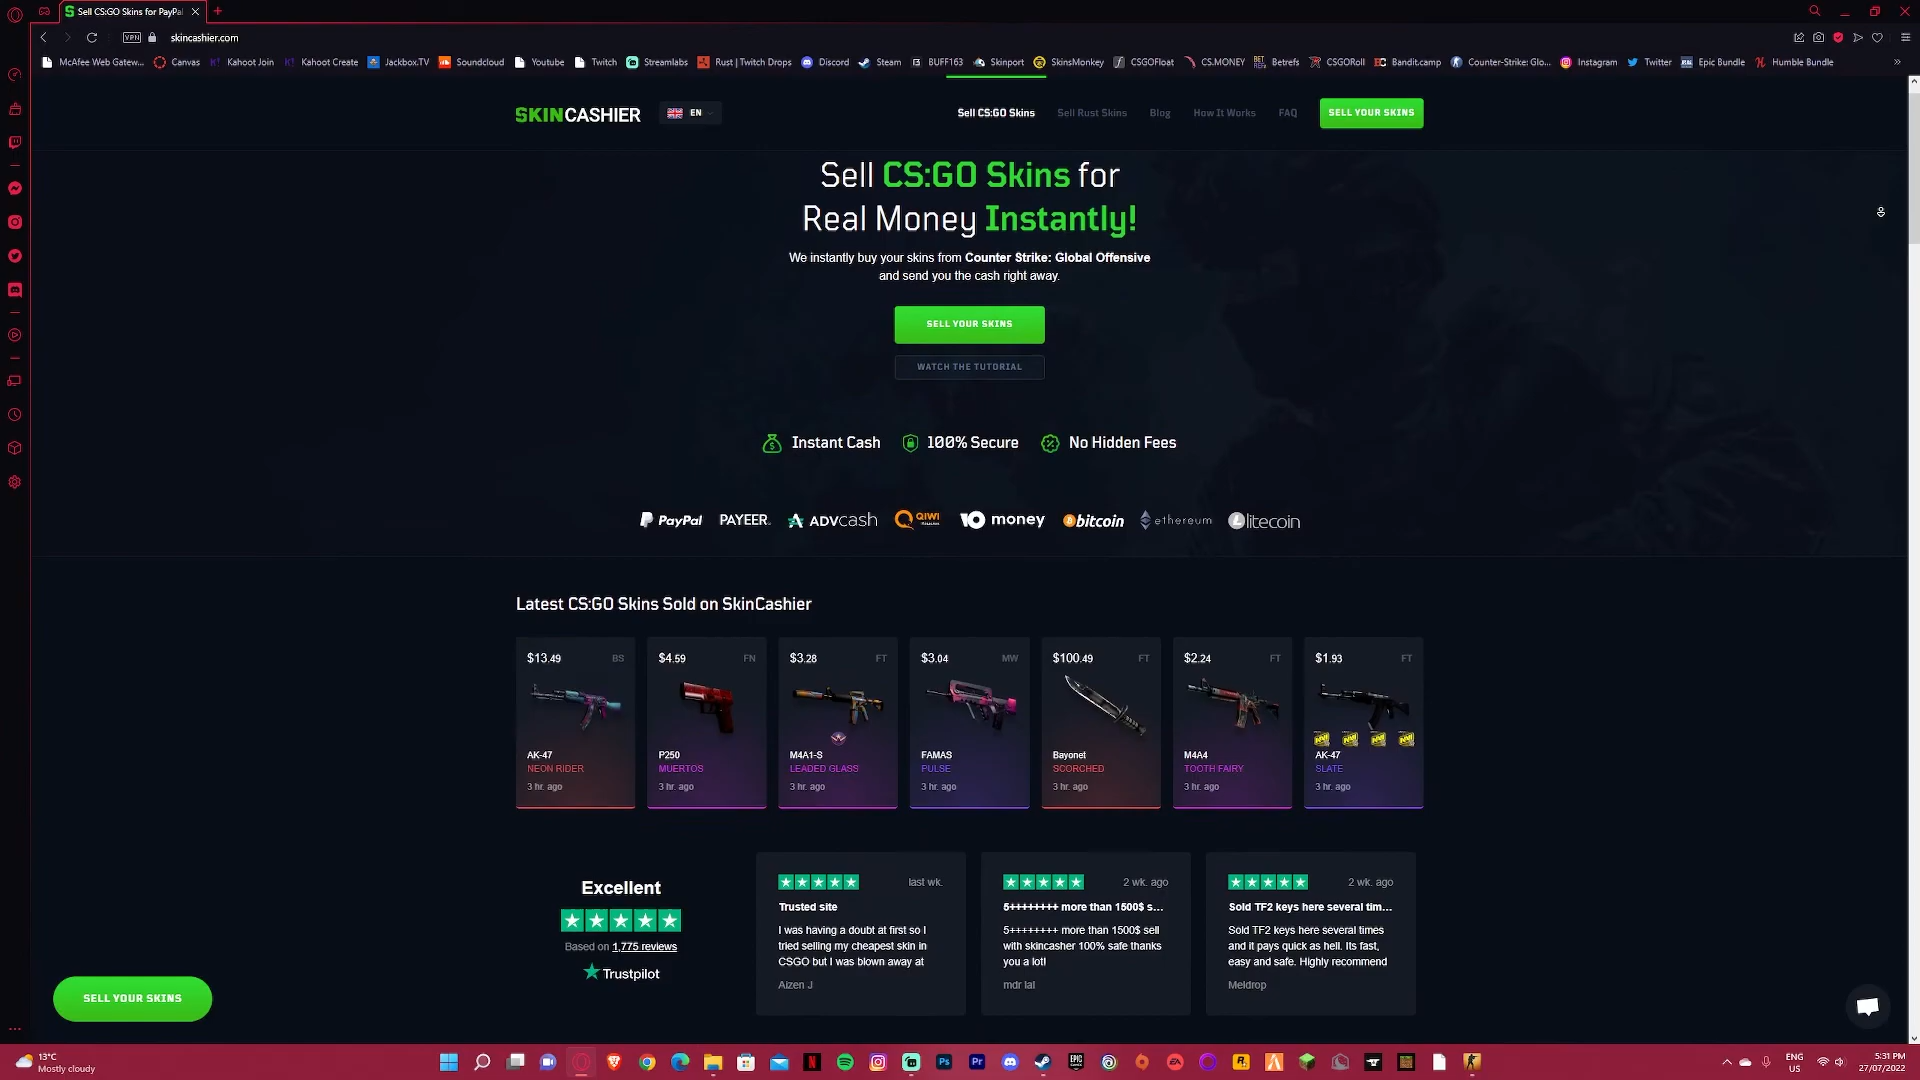 Sell CS:GO Skins for PayPal
VPN
skincashier.com
McAfee Web Gatew... Canvas Kahoot Join Kahoot Create Jackbox.TV Soundcloud Youtube Twitch Streamlabs Rust | Twitch Drops Discord Steam BUFF163 Skinport SkinsMonkey CSGOFloat CS.MONEY Betrefs CSGORoll Bandit.camp Counter-Strike: Glo... Instagram Twitter Epic Bundle Humble Bundle
SKINCASHIER
EN
Sell CS:GO Skins Sell Rust Skins Blog How It Works FAQ SELL YOUR SKINS
Sell CS:GO Skins for
Real Money Instantly!
We instantly buy your skins from Counter Strike: Global Offensive
and send you the cash right away.
SELL YOUR SKINS
WATCH THE TUTORIAL
Instant Cash 100% Secure No Hidden Fees
PayPal PAYEER ADVCash QIWI IO money bitcoin ethereum litecoin
Latest CS:GO Skins Sold on SkinCashier
$13.49 BS $4.59 FN $3.28 FT $3.04 MW $100.49 FT $2.24 FT $1.93 FT
AK-47 P250 M4A1-S FAMAS Bayonet M4A4 AK-47
NEON RIDER MUERTOS LEADED GLASS PULSE SCORCHED TOOTH FAIRY SLATE
3 hr. ago 3 hr. ago 3 hr. ago 3 hr. ago 3 hr. ago 3 hr. ago 3 hr. ago
Excellent
Based on 1,775 reviews
Trustpilot
last wk.
Trusted site
I was having a doubt at first so I
tried selling my cheapest skin in
CSGO but I was blown away at
Aizen J
2 wk. ago
5++++++++ more than 1500$ s...
5++++++++ more than 1500$ sell
with skincasher 100% safe thanks
you a lot!
mdr lal
2 wk. ago
Sold TF2 keys here several tim...
Sold TF2 keys here several times
and it pays quick as hell. Its fast,
easy and safe. Highly recommend
Meldrop
SELL YOUR SKINS
13°C
Mostly cloudy
ENG
US
5:31 PM
27/07/2022